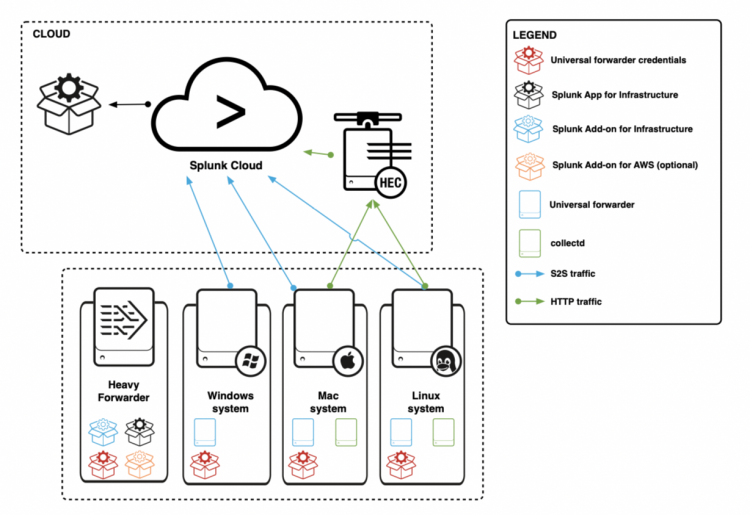 CLOUD
>
Splunk Cloud
HEC
LEGEND
Universal forwarder credentials
Splunk App for Infrastructure
Splunk Add-on for Infrastructure
Splunk Add-on for AWS (optional)
Universal forwarder
collectd
S2S traffic
HTTP traffic
Heavy
Forwarder
Windows
system
Mac
system
Linux
system